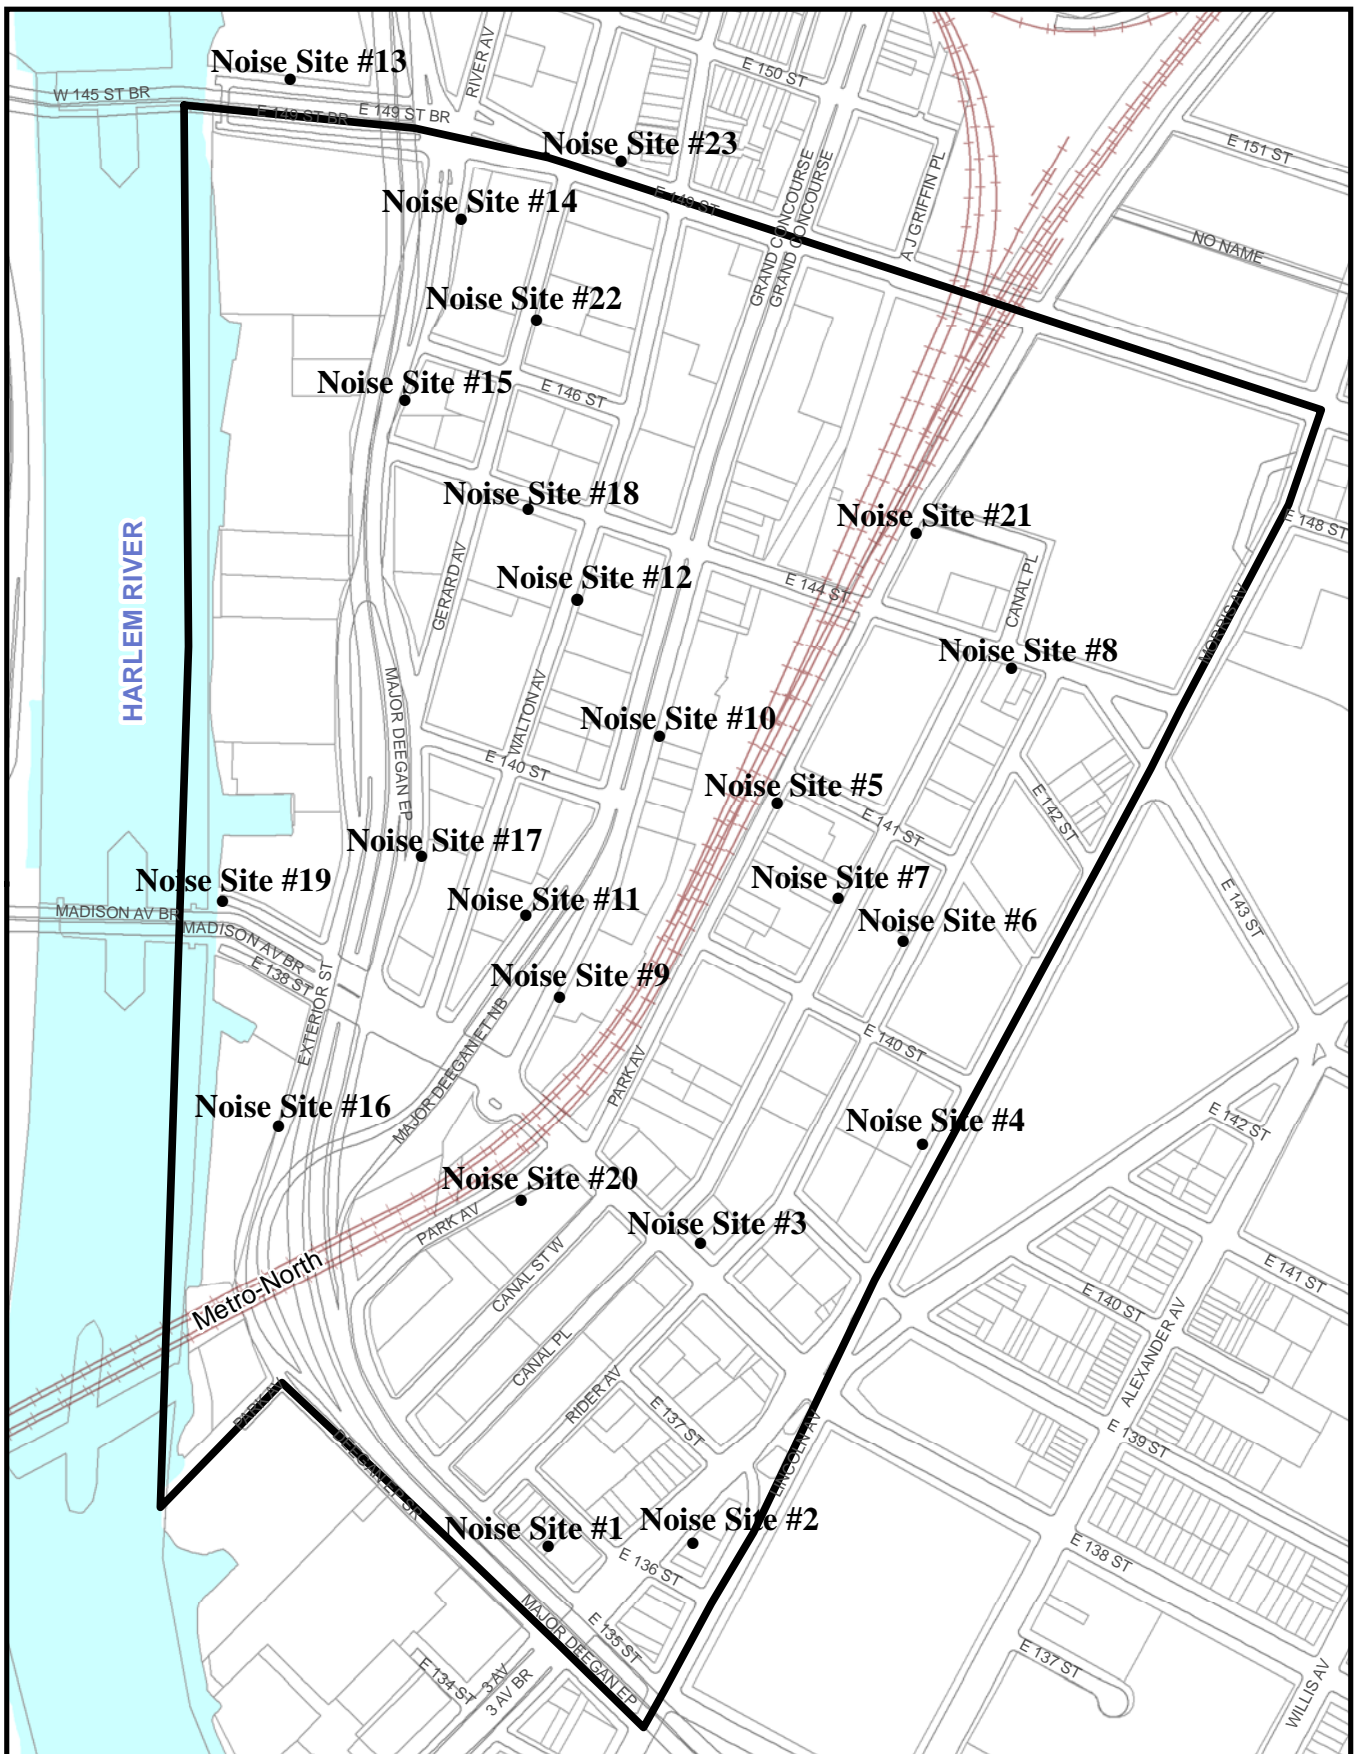 RIVER AV
Noise Site #13
E 150 ST
W 145 ST BR
E 149 ST BR
E 149 ST BR
Noise Site #23
E 151 ST
GRAND CONCOURSE
GRAND CONCOURSE
A J GRIFFIN PL
Noise Site #14
E 149 ST
NO NAME
Noise Site #22
Noise Site #15
E 146 ST
Noise Site #18
Noise Site #21
E 148 ST
HARLEM RIVER
GERARD AV
Noise Site #12
E 144 ST
CANAL PL
MORRIS AV
Noise Site #8
MAJOR DEEGAN EP
WALTON AV
Noise Site #10
E 140 ST
Noise Site #5
E 141 ST
E 142 ST
Noise Site #17
Noise Site #7
Noise Site #19
Noise Site #11
E 143 ST
MADISON AV BR
MADISON AV BR
E 138 ST
Noise Site #6
Noise Site #9
EXTERIOR ST
E 140 ST
MAJOR DEEGAN ET NB
PARK AV
Noise Site #16
Noise Site #4
E 142 ST
Noise Site #20
PARK AV
Noise Site #3
Metro-North
CANAL ST W
E 141 ST
E 140 ST
CANAL PL
ALEXANDER AV
RIDER AV
PARK AV
E 137 ST
E 139 ST
DEEGAN EP SR
LINCOLN AV
Noise Site #1
Noise Site #2
E 136 ST
E 138 ST
MAJOR DEEGAN EP
E 135 ST
E 134 ST
3 AV
3 AV BR
E 137 ST
WILLIS AV